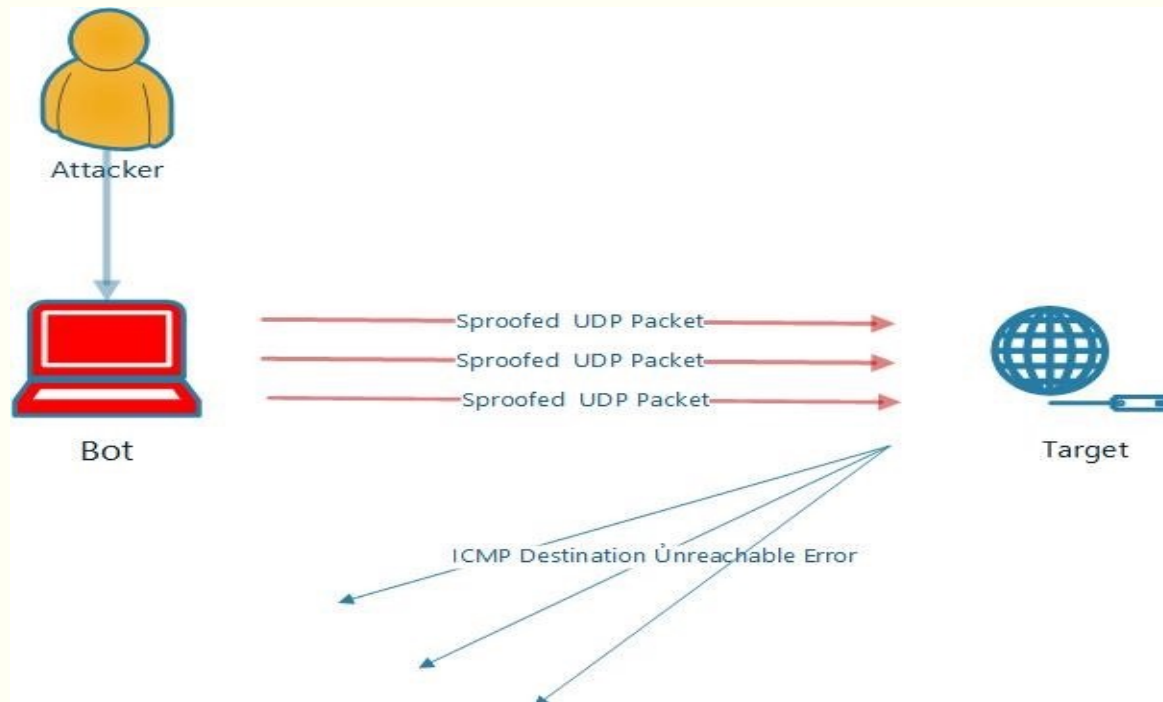 Attacker
Sproofed UDP Packet
Sproofed UDP Packet
Sproofed UDP Packet
Bot
Target
ICMP Destination Unreachable Error